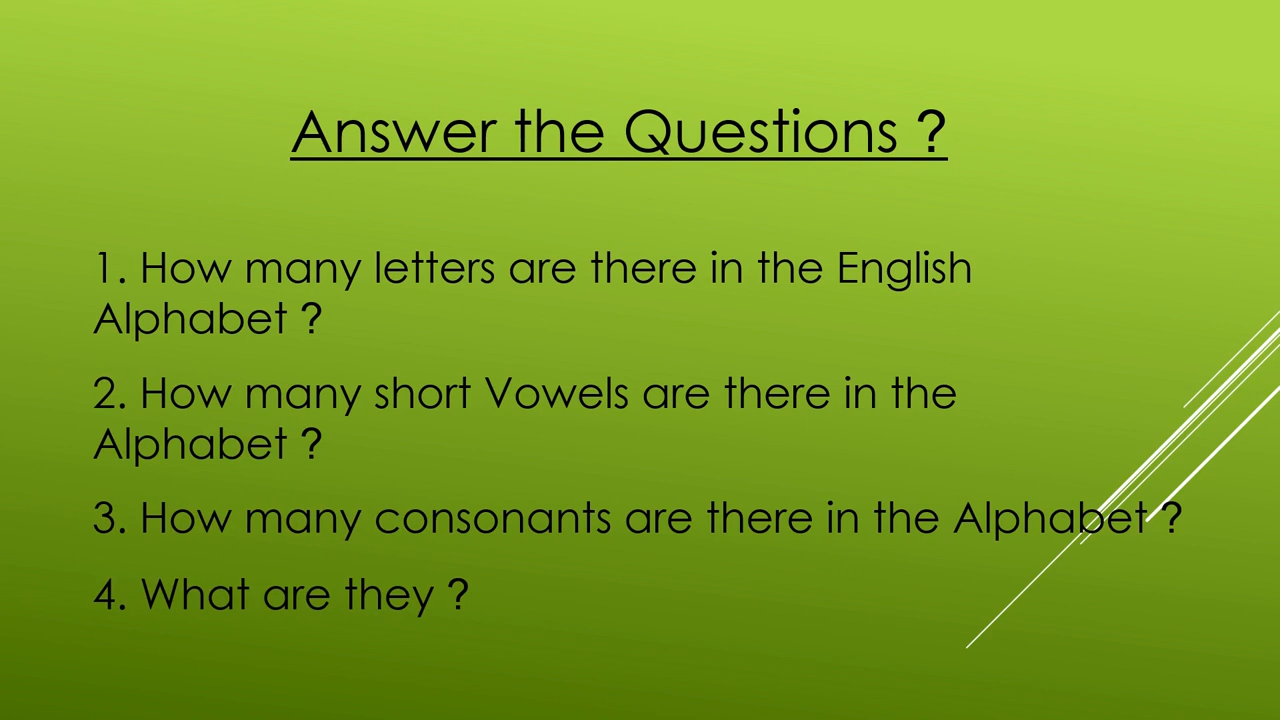 Answer the Questions ?
1. How many letters are there in the English
Alphabet ?
2. How many short Vowels are there in the
Alphabet ?
3. How many consonants are there in the Alphabet ?
4. What are they ?